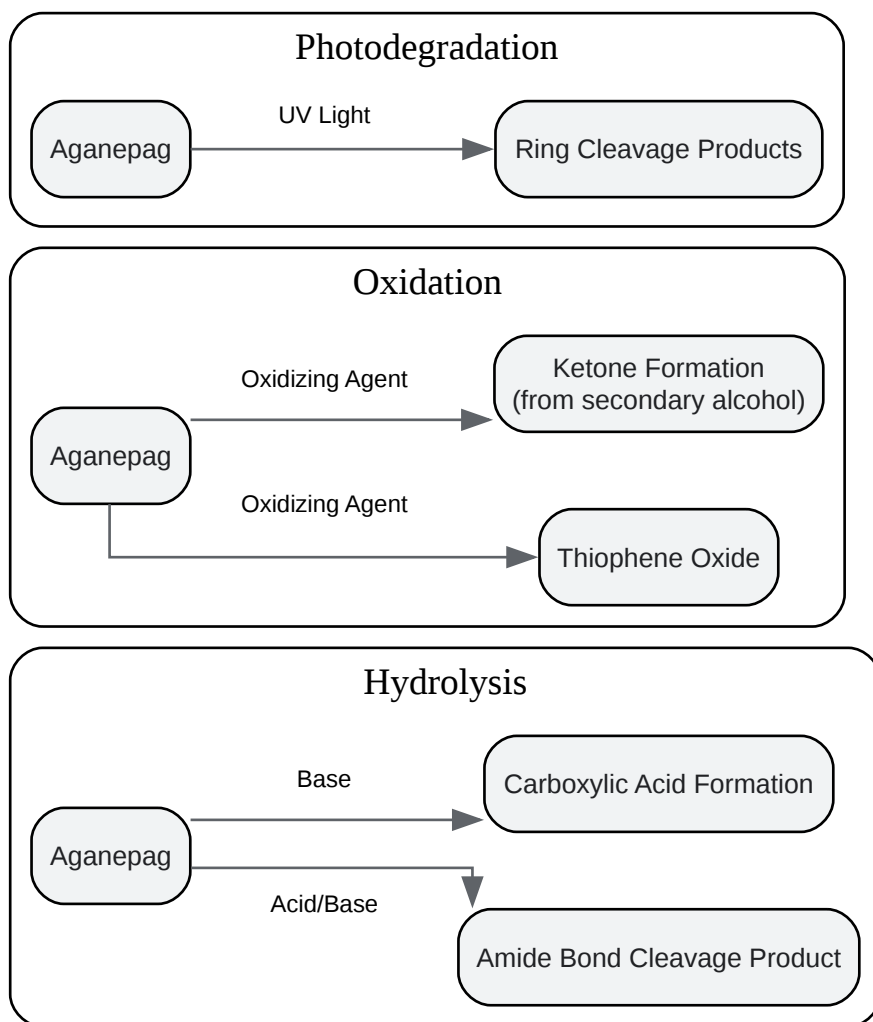 Photodegradation
UV Light
Aganepag
Ring Cleavage Products
Oxidation
Ketone Formation
(from secondary alcohol)
Oxidizing Agent
Aganepag
Oxidizing Agent
Thiophene Oxide
Hydrolysis
Base
Carboxylic Acid Formation
Aganepag
Acid/Base
Amide Bond Cleavage Product